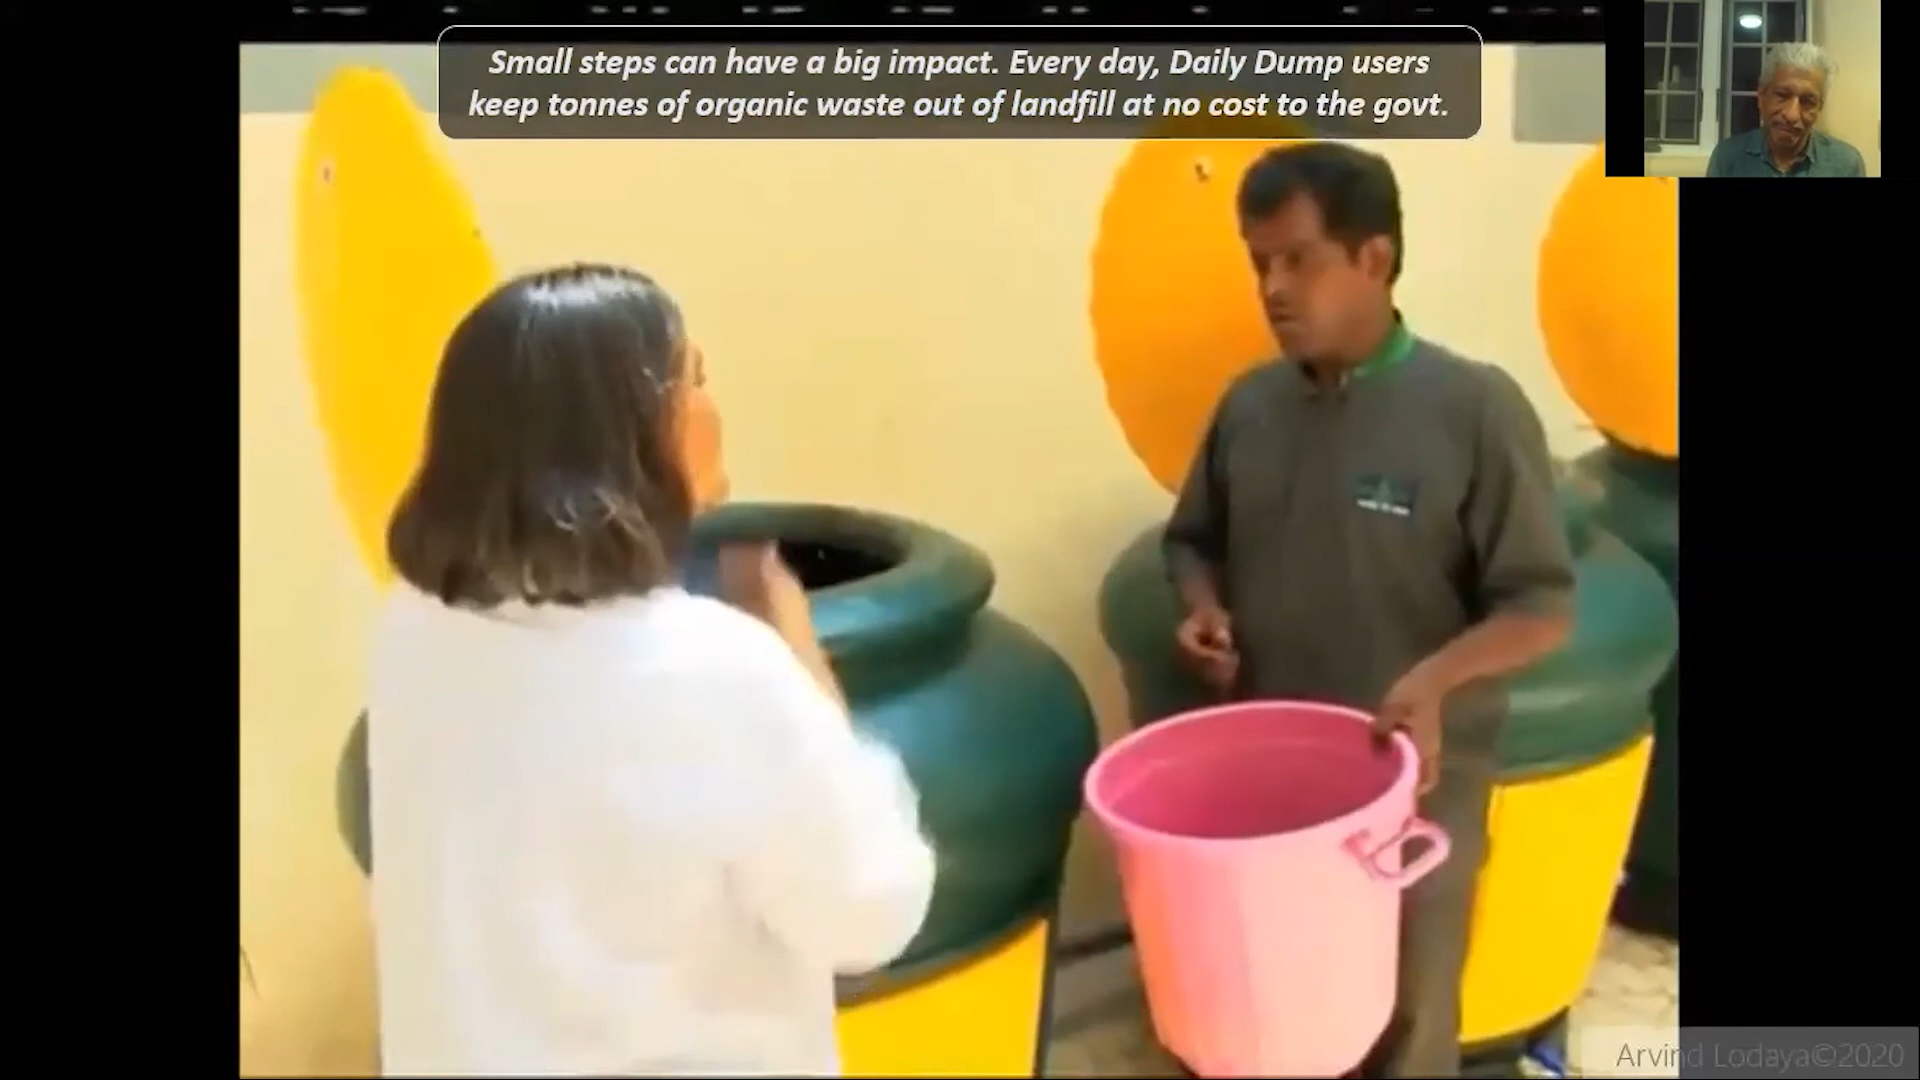 Small steps can have a big impact. Every day, Daily Dump users
keep tonnes of organic waste out of landfill at no cost to the govt.
Arvind Lodaya©2020